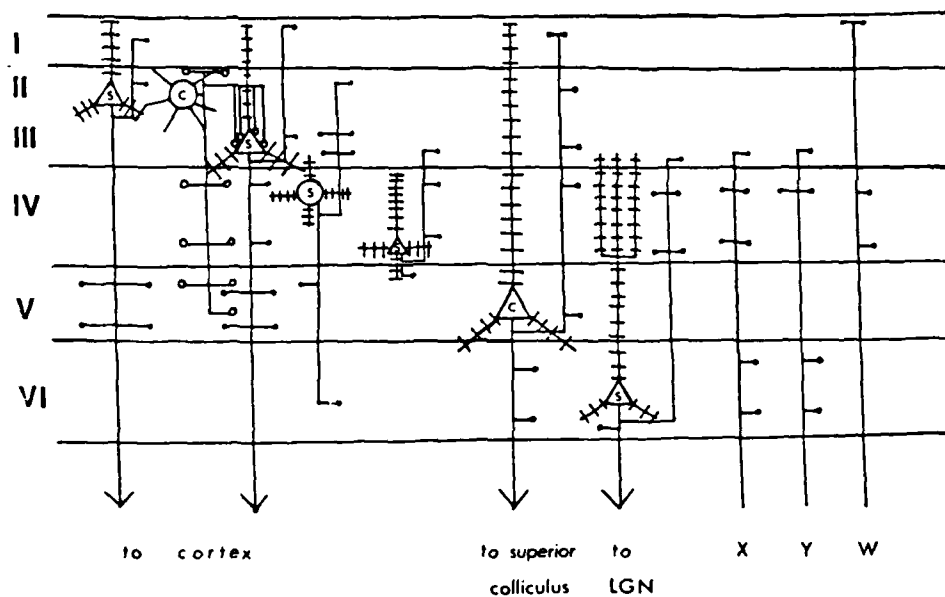 I
II
III
IV
V
VI
S
C
S
S
S
C
S
to cortex
to superior colliculus
to LGN
X
Y
W